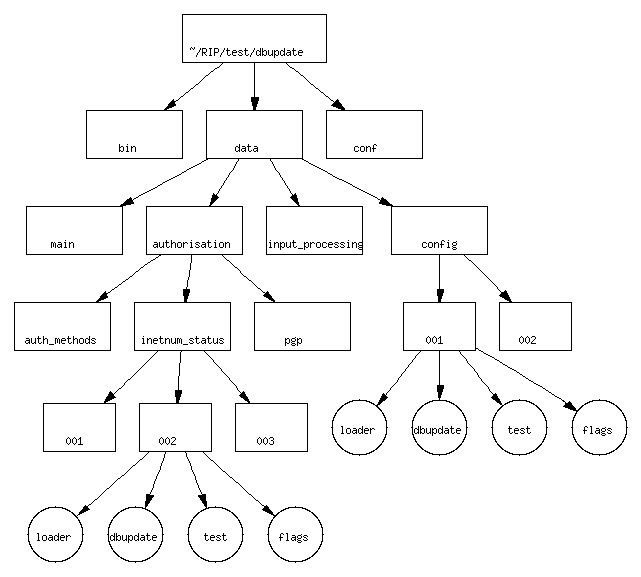 ~/RIP/test/dbupdate
bin
data
conf
main
authorisation
input_processing
config
auth_methods
inetnum_status
pgp
001
002
001
002
003
loader
dbupdate
test
flags
loader
dbupdate
test
flags